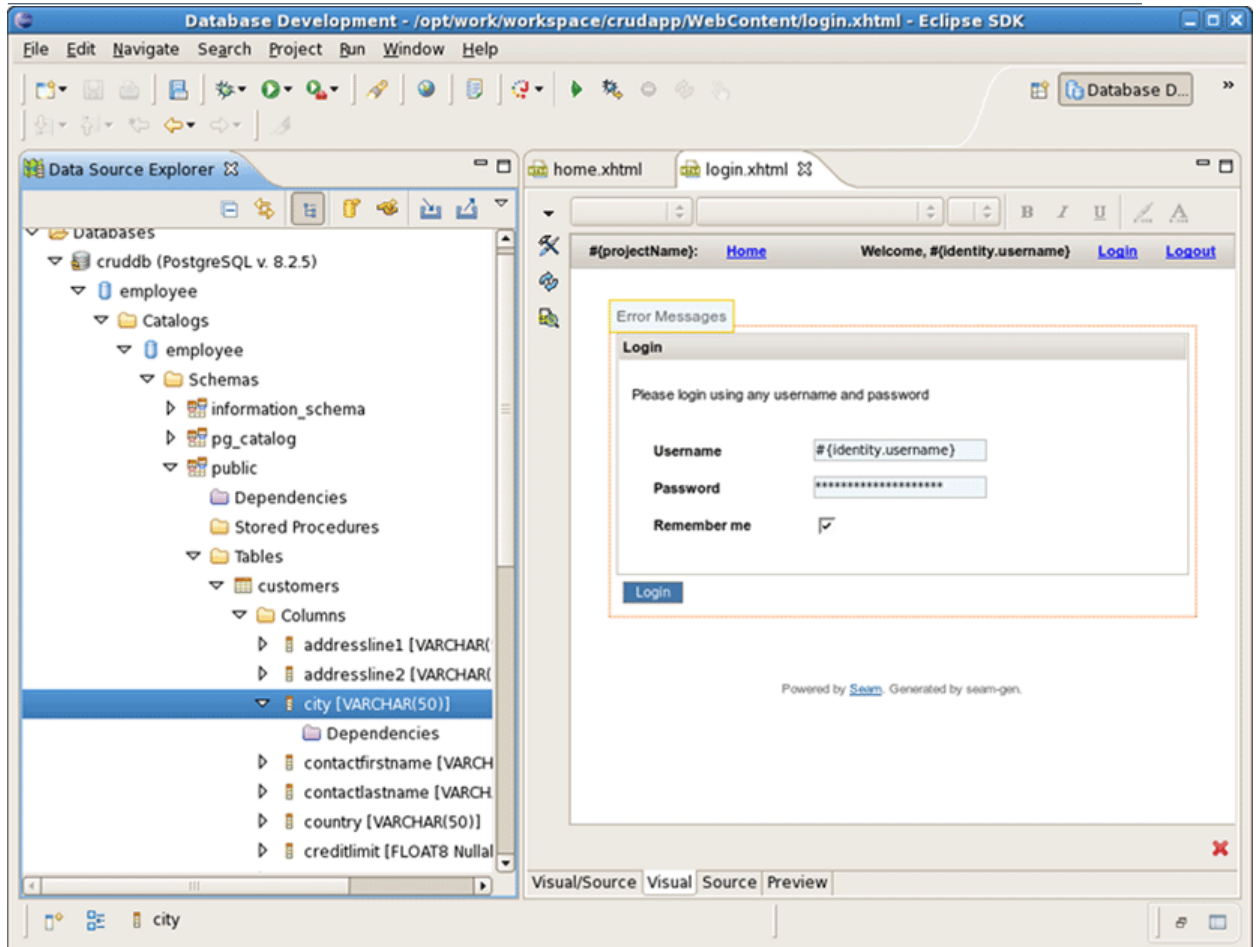 Database Development - /opt/work/workspace/crudapp/WebContent/login.xhtml - Eclipse SDK
File Edit Navigate Search Project Run Window Help
Database D...
Data Source Explorer
Databases
cruddb (PostgreSQL v. 8.2.5)
employee
Catalogs
employee
Schemas
information_schema
pg_catalog
public
Dependencies
Stored Procedures
Tables
customers
Columns
addressline1 [VARCHAR(
addressline2 [VARCHAR(
city [VARCHAR(50)]
Dependencies
contactfirstname [VARCH
contactlastname [VARCH
country [VARCHAR(50)]
creditlimit [FLOAT8 Nullal
city
home.xhtml login.xhtml
B I U A
#{projectName}: Home Welcome, #{identity.username} Login Logout
Error Messages
Login
Please login using any username and password
Username #{identity.username}
Password ********************
Remember me
Login
Powered by Seam. Generated by seam-gen.
Visual/Source Visual Source Preview